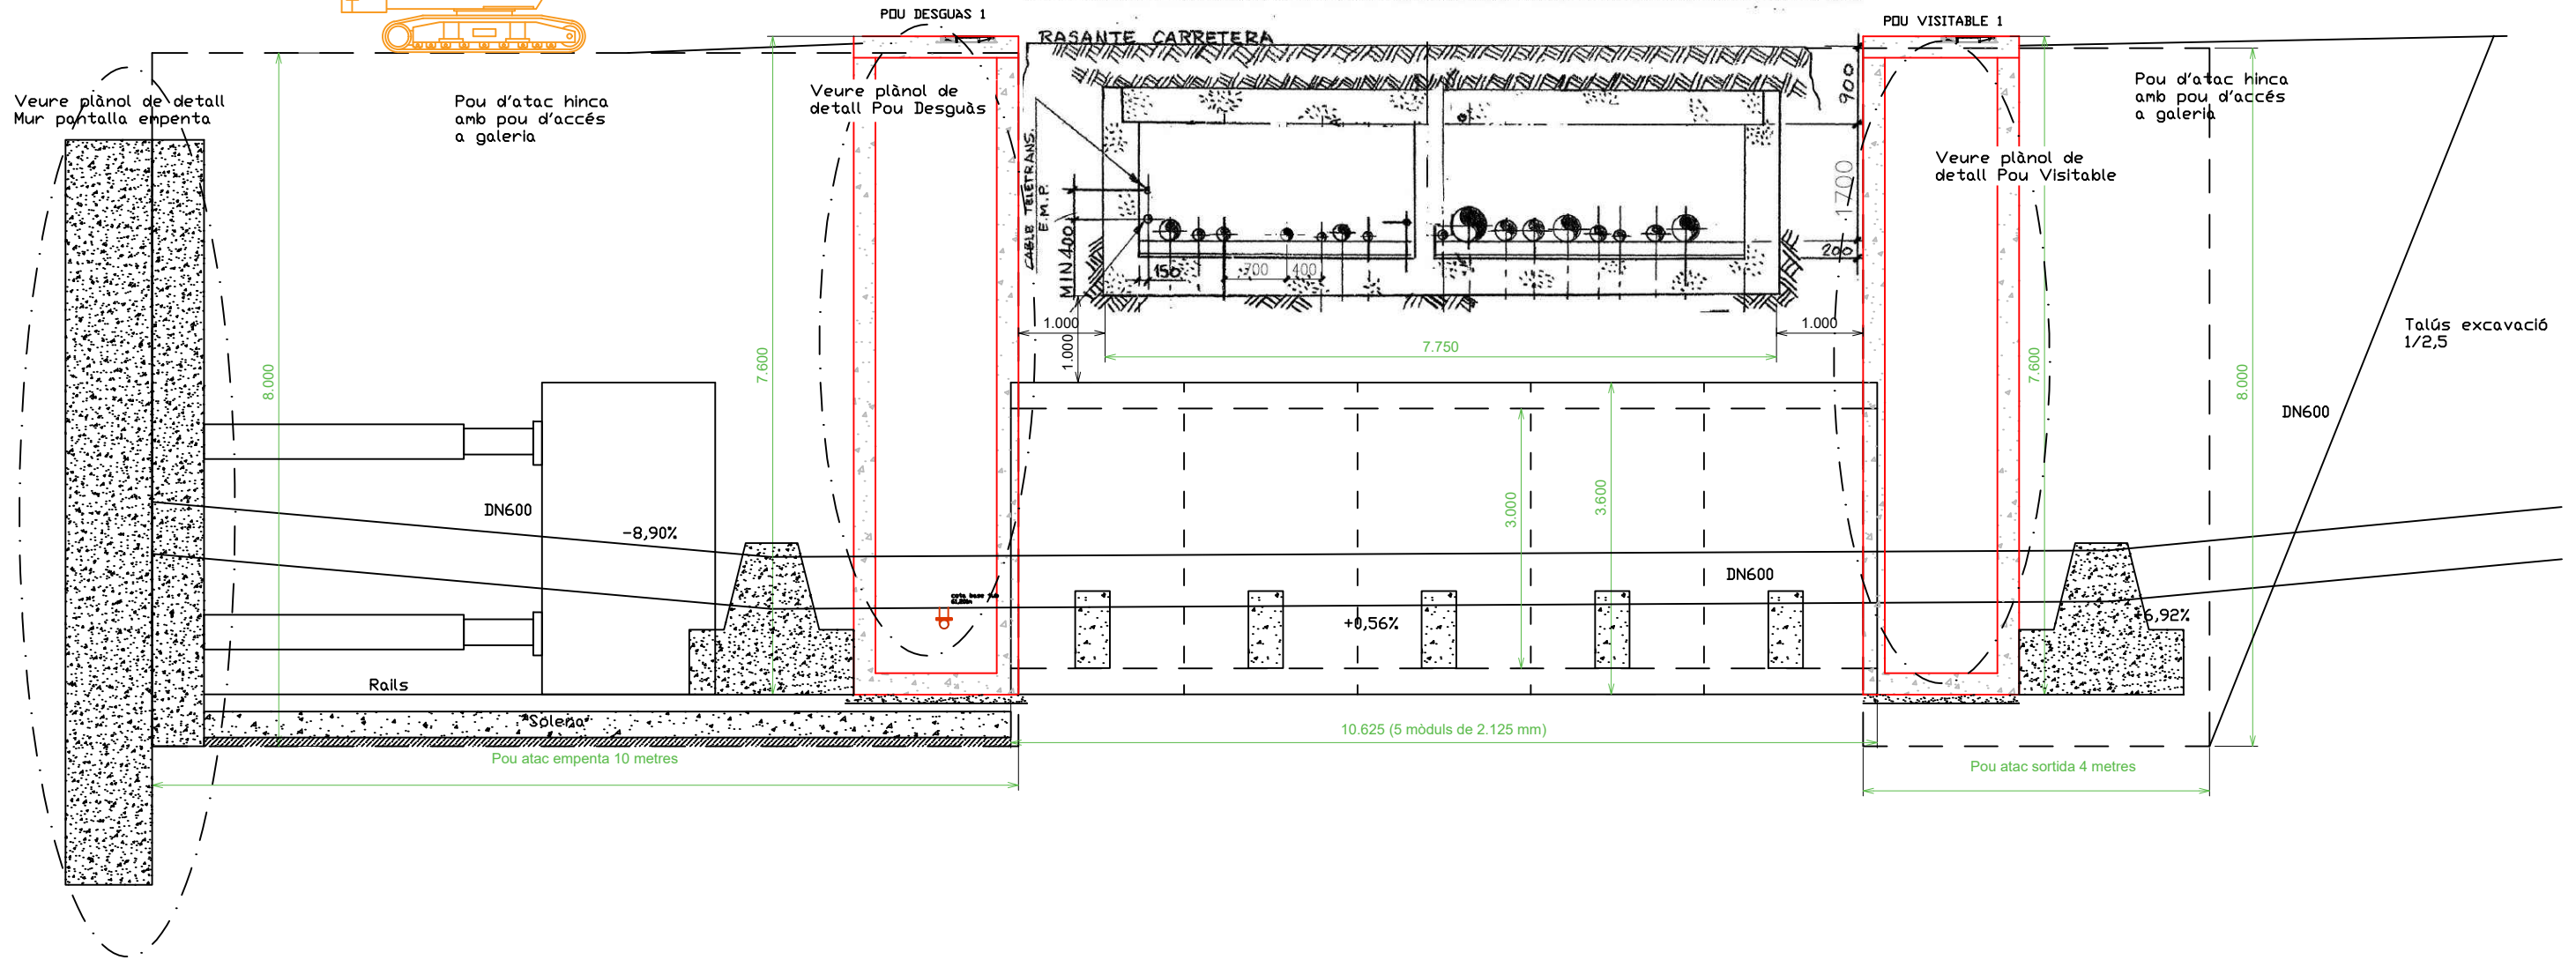 POU DESGUAS 1
POU VISITABLE 1
RASANTE CARRETERA
Veure plànol de detall
Mur pantalla empenta
Pou d'atac hinca
amb pou d'accés
a galeria
Veure plànol de
detall Pou Desguàs
900
Pou d'atac hinca
amb pou d'accés
a galeria
Veure plànol de
detall Pou Visitable
CABLE TELETRANS.
E.M.P.
MIN 400
1700
200
150
700
400
1.000
1.000
1.000
7.750
Talús excavació
1/2,5
8.000
7.600
7.600
8.000
DN600
DN600
-8,90%
3.000
3.600
DN600
cota base tub
+0,56%
+6,92%
Rails
Solera
10.625 (5 mòduls de 2.125 mm)
Pou atac empenta 10 metres
Pou atac sortida 4 metres